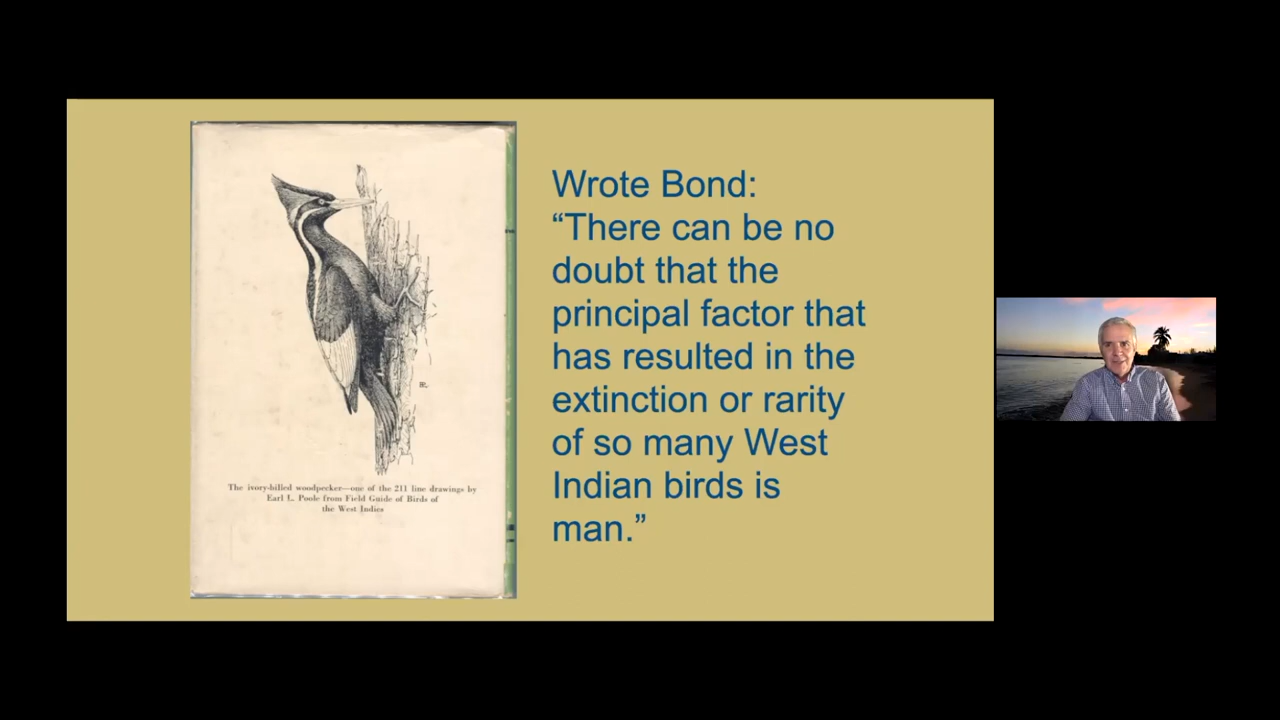 Wrote Bond:
“There can be no
doubt that the
principal factor that
has resulted in the
extinction or rarity
of so many West
Indian birds is
man.”
The ivory-billed woodpecker—one of the 211 line drawings by
Earl L. Poole from Field Guide of Birds of
the West Indies